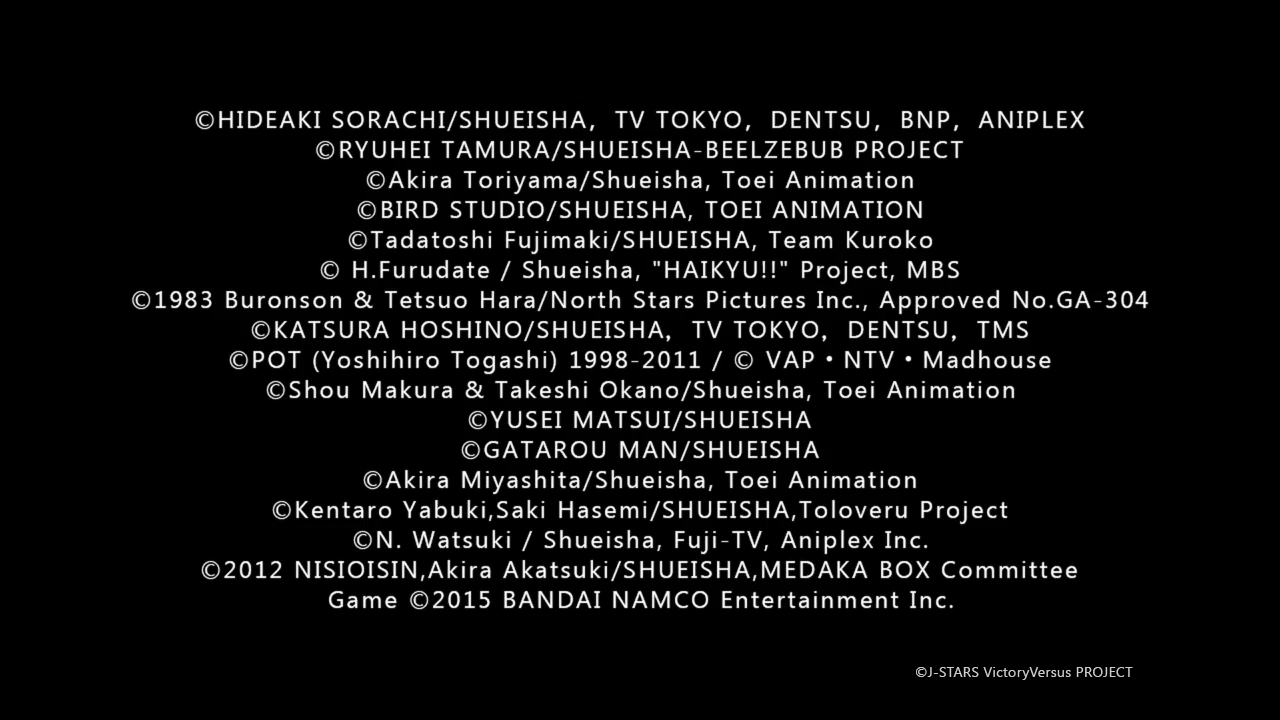 ©HIDEAKI SORACHI/SHUEISHA, TV TOKYO, DENTSU, BNP, ANIPLEX
©RYUHEI TAMURA/SHUEISHA-BEELZEBUB PROJECT
©Akira Toriyama/Shueisha, Toei Animation
©BIRD STUDIO/SHUEISHA, TOEI ANIMATION
©Tadatoshi Fujimaki/SHUEISHA, Team Kuroko
© H.Furudate / Shueisha, "HAIKYU!!" Project, MBS
©1983 Buronson & Tetsuo Hara/North Stars Pictures Inc., Approved No.GA-304
©KATSURA HOSHINO/SHUEISHA, TV TOKYO, DENTSU, TMS
©POT (Yoshihiro Togashi) 1998-2011 / © VAP・NTV・Madhouse
©Shou Makura & Takeshi Okano/Shueisha, Toei Animation
©YUSEI MATSUI/SHUEISHA
©GATAROU MAN/SHUEISHA
©Akira Miyashita/Shueisha, Toei Animation
©Kentaro Yabuki,Saki Hasemi/SHUEISHA,Toloveru Project
©N. Watsuki / Shueisha, Fuji-TV, Aniplex Inc.
©2012 NISIOISIN,Akira Akatsuki/SHUEISHA,MEDAKA BOX Committee
Game ©2015 BANDAI NAMCO Entertainment Inc.
©J-STARS VictoryVersus PROJECT